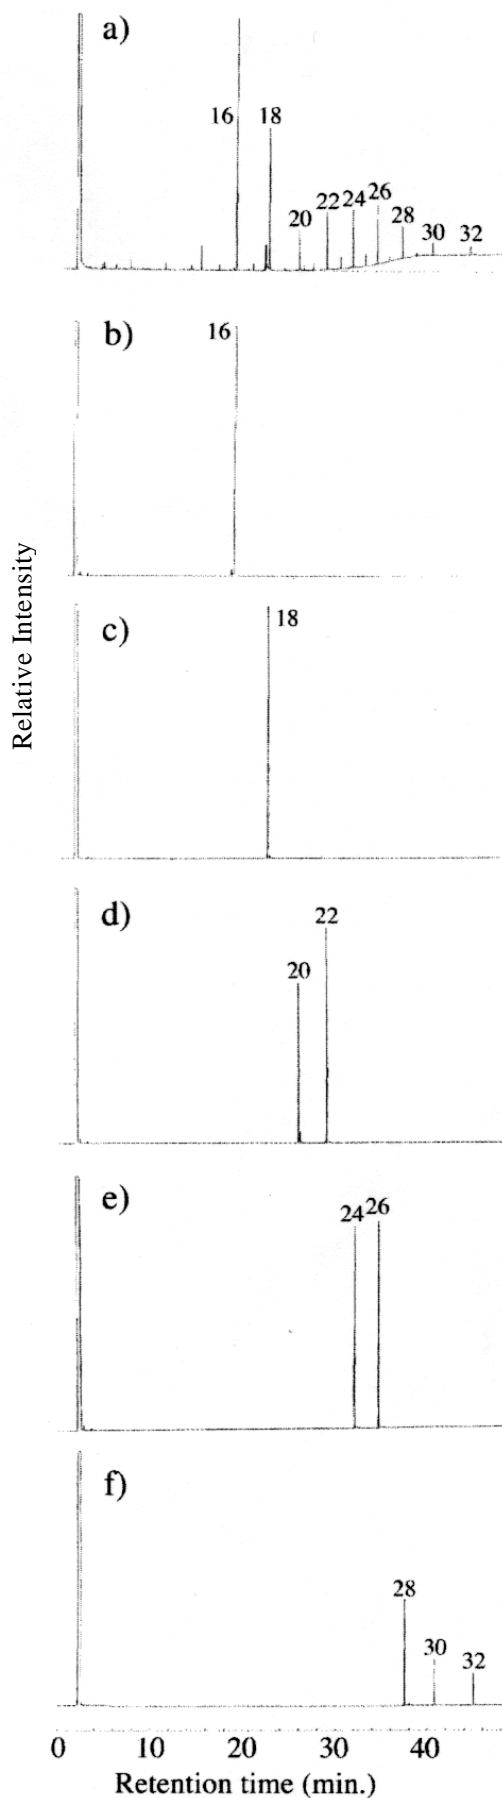 a)
16 18
20 22 24 26 28 30 32
b)
16
c)
18
d)
20 22
e)
24 26
f)
28 30 32
Relative Intensity
0 10 20 30 40
Retention time (min.)